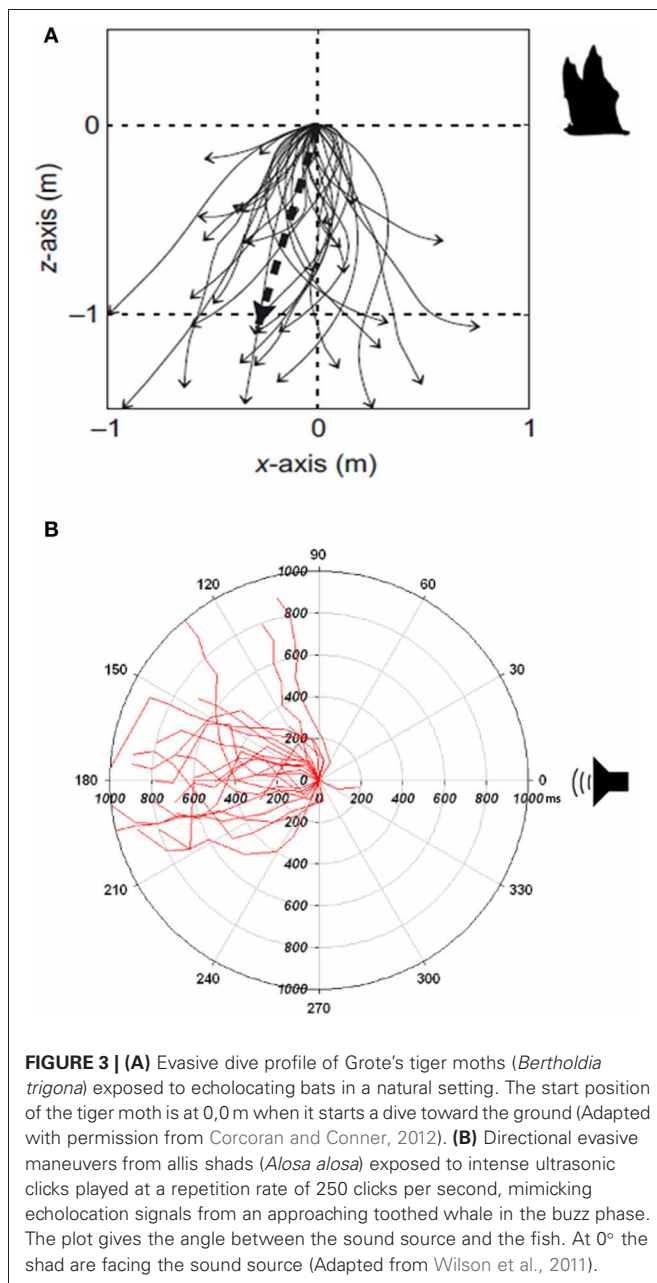 A
0
−1
z-axis (m)
−1 0 1
x-axis (m)
B
90
1000
120 60
800
600
150 30
400
200
180 0 0
1000 800 600 400 200 0 200 400 600 800 1000 ms
200
400
210 330
600
800
240 300
1000
270
FIGURE 3 | (A) Evasive dive profile of Grote's tiger moths (Bertholdia
trigona) exposed to echolocating bats in a natural setting. The start position
of the tiger moth is at 0,0 m when it starts a dive toward the ground (Adapted
with permission from Corcoran and Conner, 2012). (B) Directional evasive
maneuvers from allis shads (Alosa alosa) exposed to intense ultrasonic
clicks played at a repetition rate of 250 clicks per second, mimicking
echolocation signals from an approaching toothed whale in the buzz phase.
The plot gives the angle between the sound source and the fish. At 0° the
shad are facing the sound source (Adapted from Wilson et al., 2011).